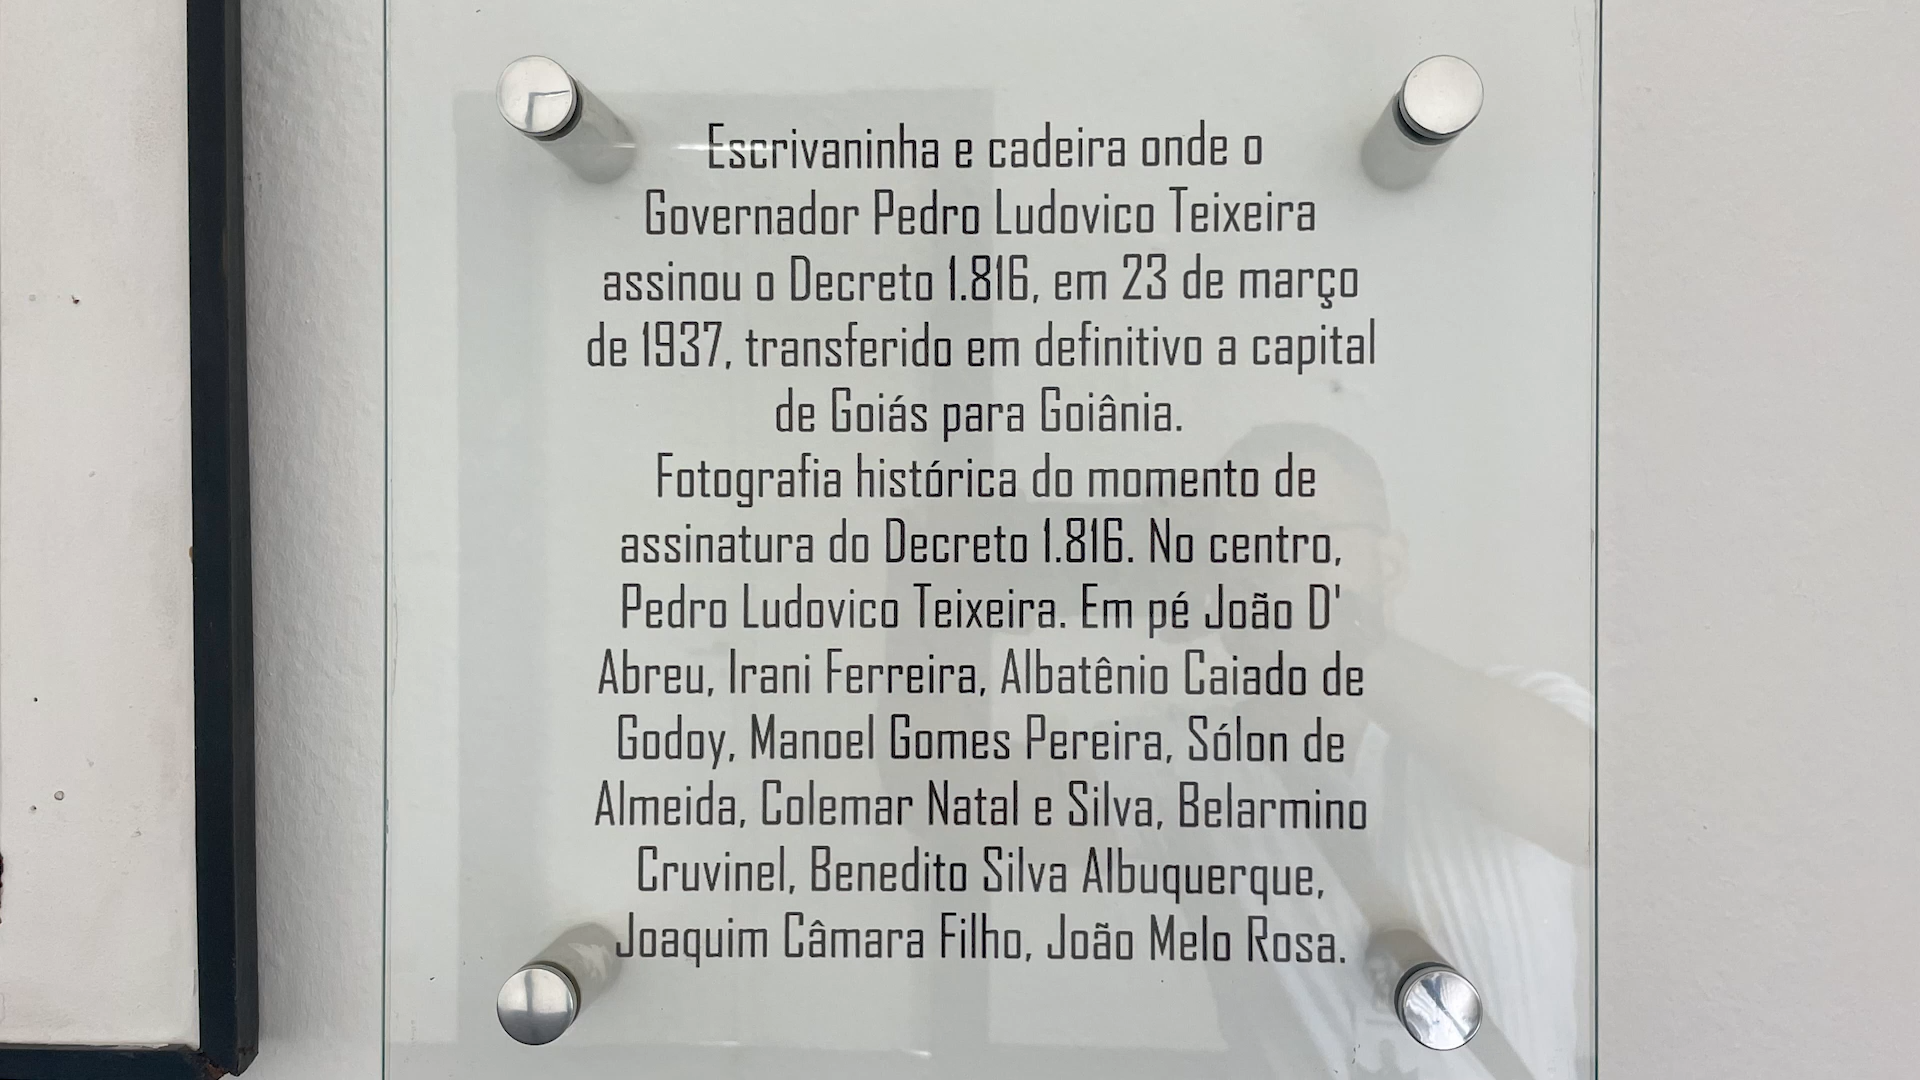 Escrivaninha e cadeira onde o
Governador Pedro Ludovico Teixeira
assinou o Decreto 1.816, em 23 de março
de 1937, transferido em definitivo a capital
de Goiás para Goiânia.
Fotografia histórica do momento de
assinatura do Decreto 1.816. No centro,
Pedro Ludovico Teixeira. Em pé João D'
Abreu, Irani Ferreira, Albatênio Caiado de
Godoy, Manoel Gomes Pereira, Sólon de
Almeida, Colemar Natal e Silva, Belarmino
Cruvinel, Benedito Silva Albuquerque,
Joaquim Câmara Filho, João Melo Rosa.